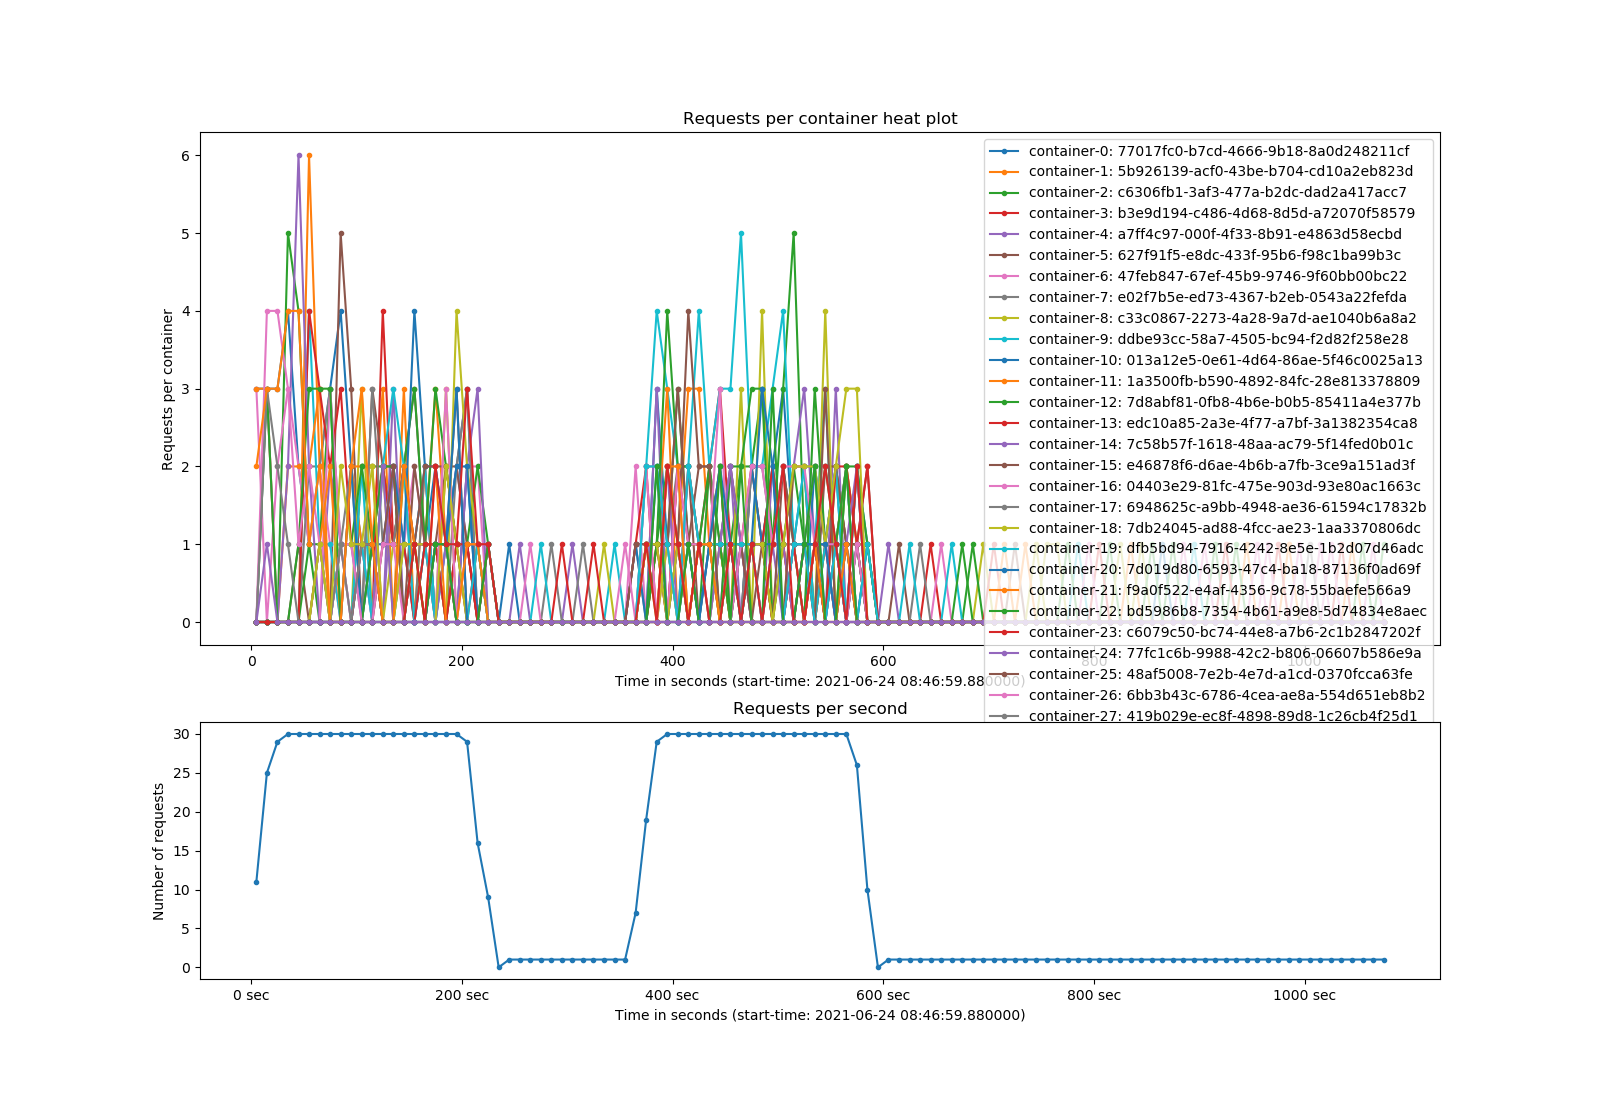 Requests per container heat plot
Requests per container
6
5
4
3
2
1
0
container-0: 77017fc0-b7cd-4666-9b18-8a0d248211cf
container-1: 5b926139-acf0-43be-b704-cd10a2eb823d
container-2: c6306fb1-3af3-477a-b2dc-dad2a417acc7
container-3: b3e9d194-c486-4d68-8d5d-a72070f58579
container-4: a7ff4c97-000f-4f33-8b91-e4863d58ecbd
container-5: 627f91f5-e8dc-433f-95b6-f98c1ba99b3c
container-6: 47feb847-67ef-45b9-9746-9f60bb00bc22
container-7: e02f7b5e-ed73-4367-b2eb-0543a22fefda
container-8: c33c0867-2273-4a28-9a7d-ae1040b6a8a2
container-9: ddbe93cc-58a7-4505-bc94-f2d82f258e28
container-10: 013a12e5-0e61-4d64-86ae-5f46c0025a13
container-11: 1a3500fb-b590-4892-84fc-28e813378809
container-12: 7d8abf81-0fb8-4b6e-b0b5-85411a4e377b
container-13: edc10a85-2a3e-4f77-a7bf-3a1382354ca8
container-14: 7c58b57f-1618-48aa-ac79-5f14fed0b01c
container-15: e46878f6-d6ae-4b6b-a7fb-3ce9a151ad3f
container-16: 04403e29-81fc-475e-903d-93e80ac1663c
container-17: 6948625c-a9bb-4948-ae36-61594c17832b
container-18: 7db24045-ad88-4fcc-ae23-1aa3370806dc
container-19: dfb5bd94-7916-4242-8e5e-1b2d07d46adc
container-20: 7d019d80-6593-47c4-ba18-87136f0ad69f
container-21: f9a0f522-e4af-4356-9c78-55baefe566a9
container-22: bd5986b8-7354-4b61-a9e8-5d74834e8aec
container-23: c6079c50-bc74-44e8-a7b6-2c1b2847202f
container-24: 77fc1c6b-9988-42c2-b806-06607b586e9a
container-25: 48af5008-7e2b-4e7d-a1cd-0370fcca63fe
container-26: 6bb3b43c-6786-4cea-ae8a-554d651eb8b2
container-27: 419b029e-ec8f-4898-89d8-1c26cb4f25d1
0 200 400 600 800 1000
Time in seconds (start-time: 2021-06-24 08:46:59.880000)
Requests per second
Number of requests
30
25
20
15
10
5
0
0 sec 200 sec 400 sec 600 sec 800 sec 1000 sec
Time in seconds (start-time: 2021-06-24 08:46:59.880000)